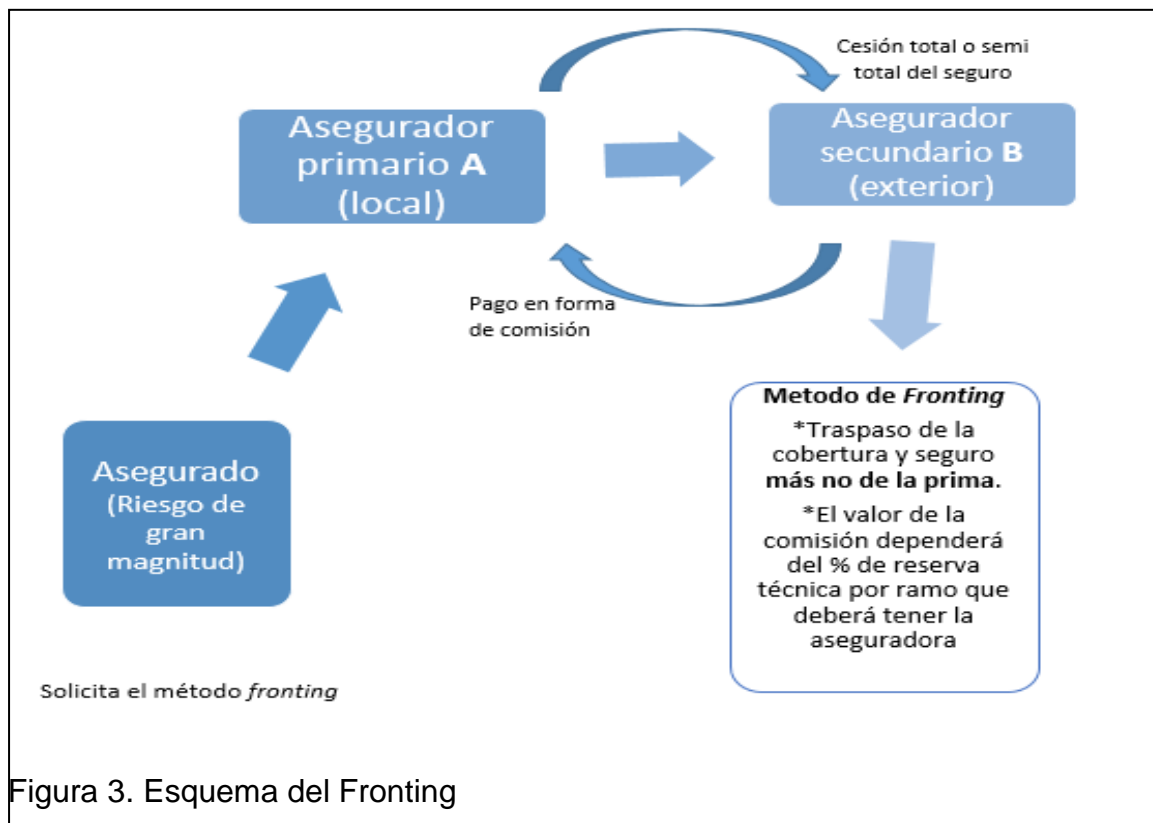 Cesión total o semi
total del seguro
Asegurador
primario A
(local)
Asegurador
secundario B
(exterior)
Pago en forma
de comisión
Asegurado
(Riesgo de
gran
magnitud)
Metodo de Fronting
*Traspaso de la
cobertura y seguro
más no de la prima.
*El valor de la
comisión dependerá
del % de reserva
técnica por ramo que
deberá tener la
aseguradora
Solicita el método fronting
Figura 3. Esquema del Fronting